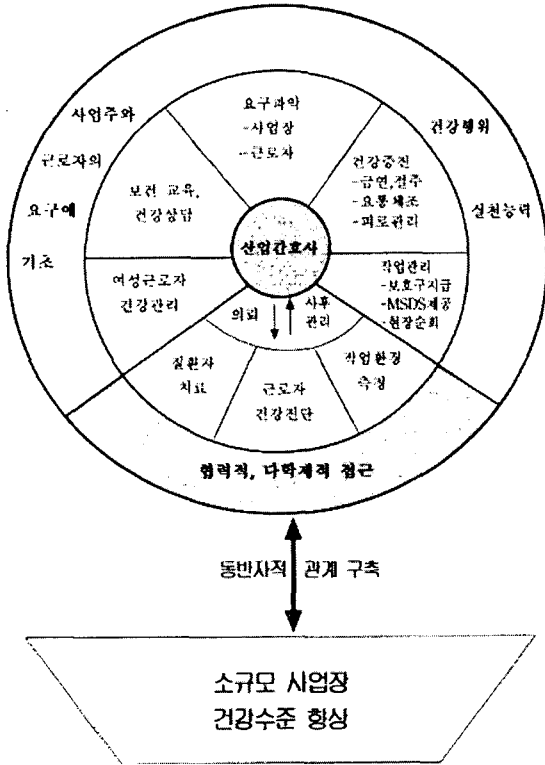 사업주와
근로자의
요구에
기초
요구파악
-사업장
-근로자
건강행위
실천능력
보건 교육,
건강상담
건강증진
-금연,절주
-요통체조
-피로관리
산업간호사
여성근로자
건강관리
작업관리
-보호구지급
-MSDS제공
-현장순회
의뢰
사후
관리
질환자
치료
근로자
건강진단
작업환경
측정
협력적, 다학제적 접근
동반자적 관계 구축
소규모 사업장
건강수준 향상